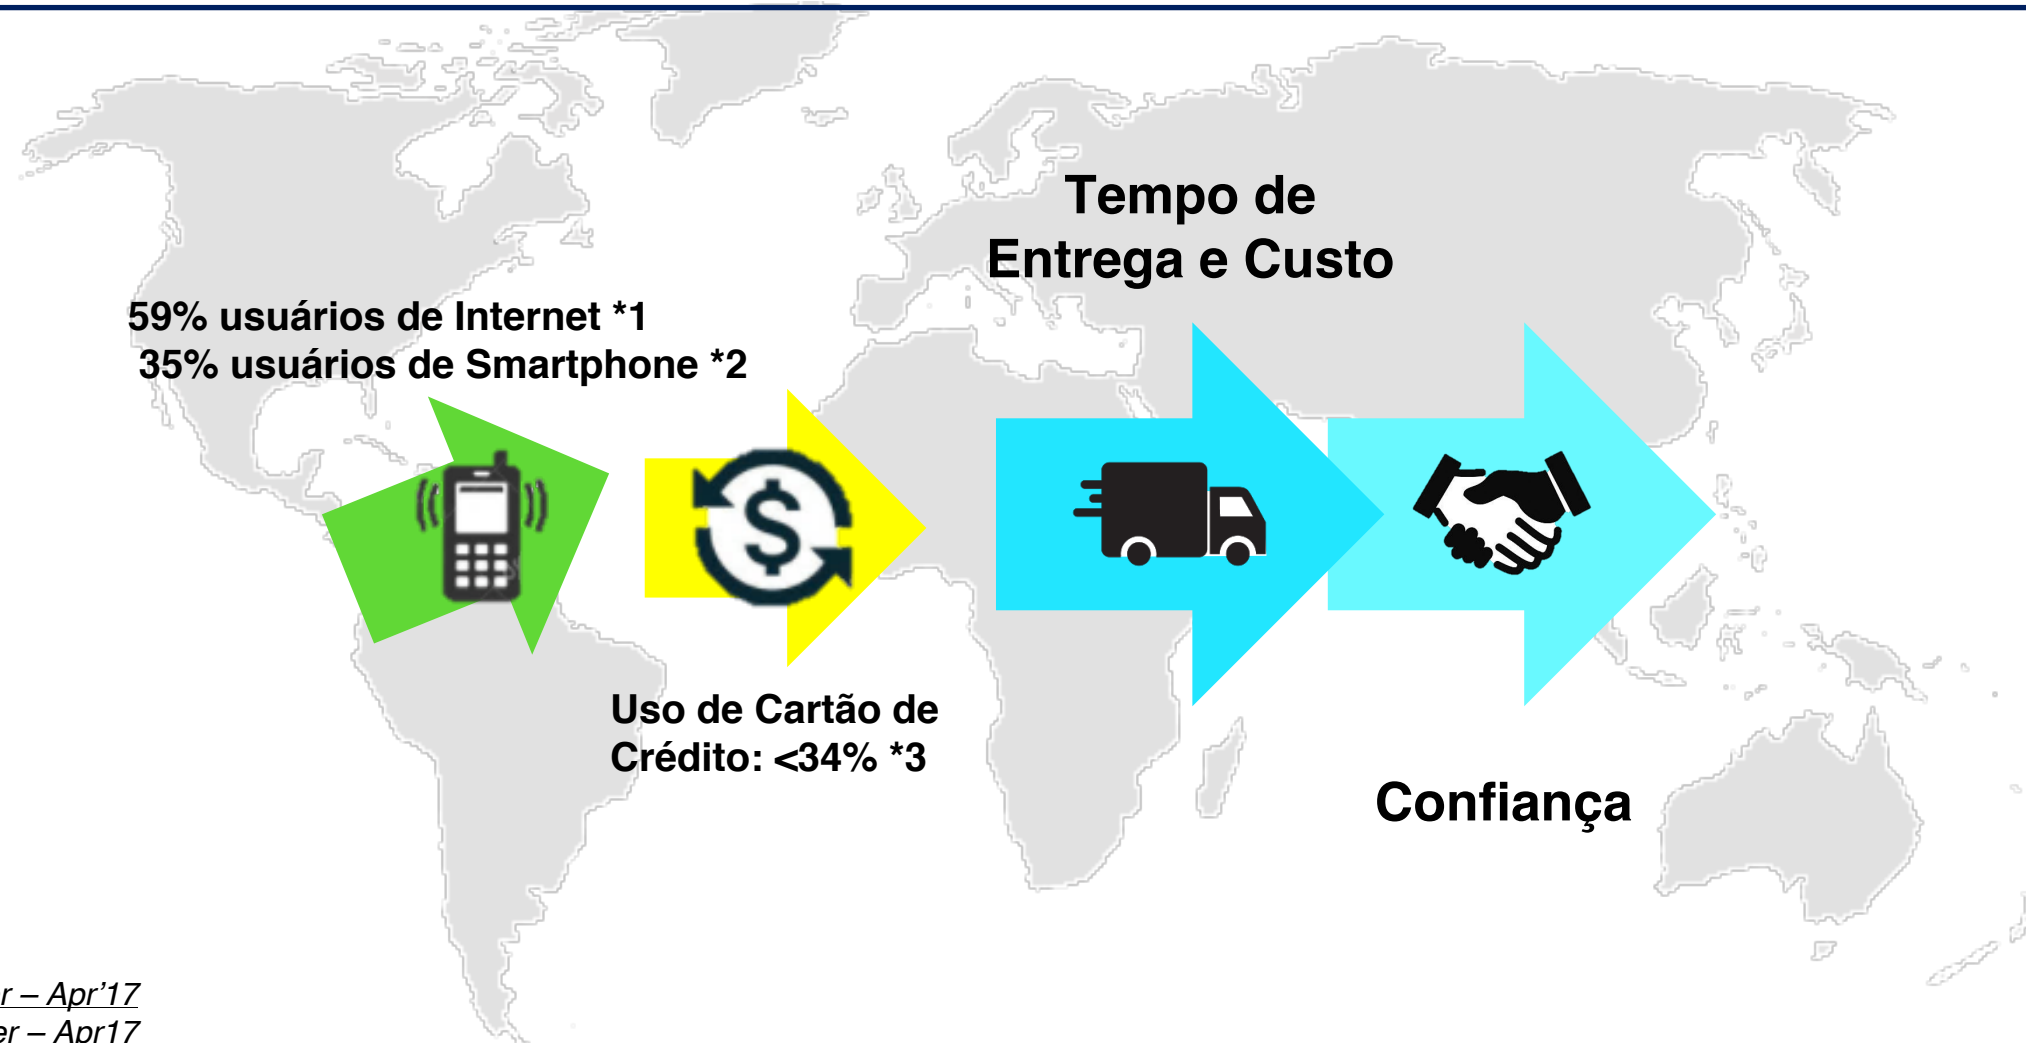 Tempo de
Entrega e Custo
59% usuários de Internet *1
35% usuários de Smartphone *2
$
Uso de Cartão de
Crédito: <34% *3
Confiança
– Apr’17
– Apr17